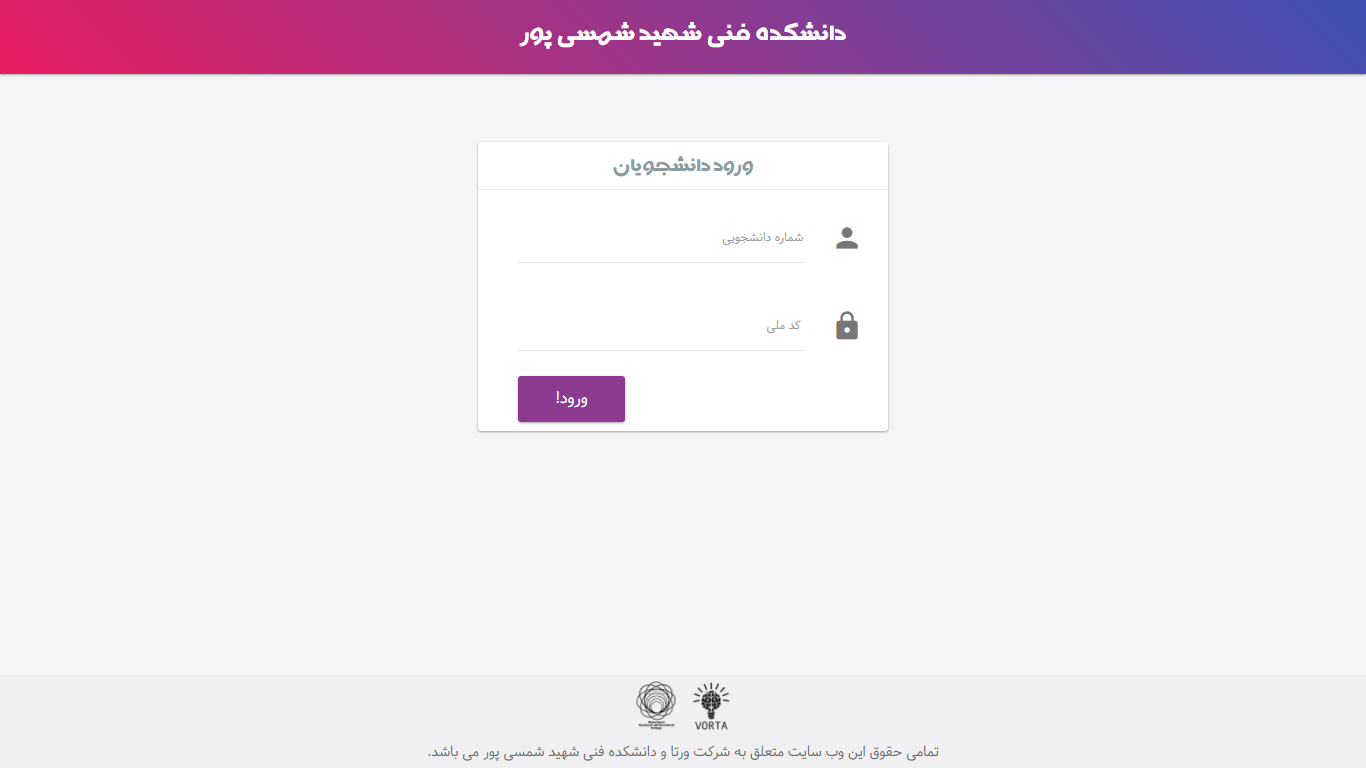 دانشکده فنی شهید شمسی پور
ورود دانشجویان
شماره دانشجویی
کد ملی
ورود!
VORTA
تمامی حقوق این وب سایت متعلق به شرکت ورتا و دانشکده فنی شهید شمسی پور می باشد.